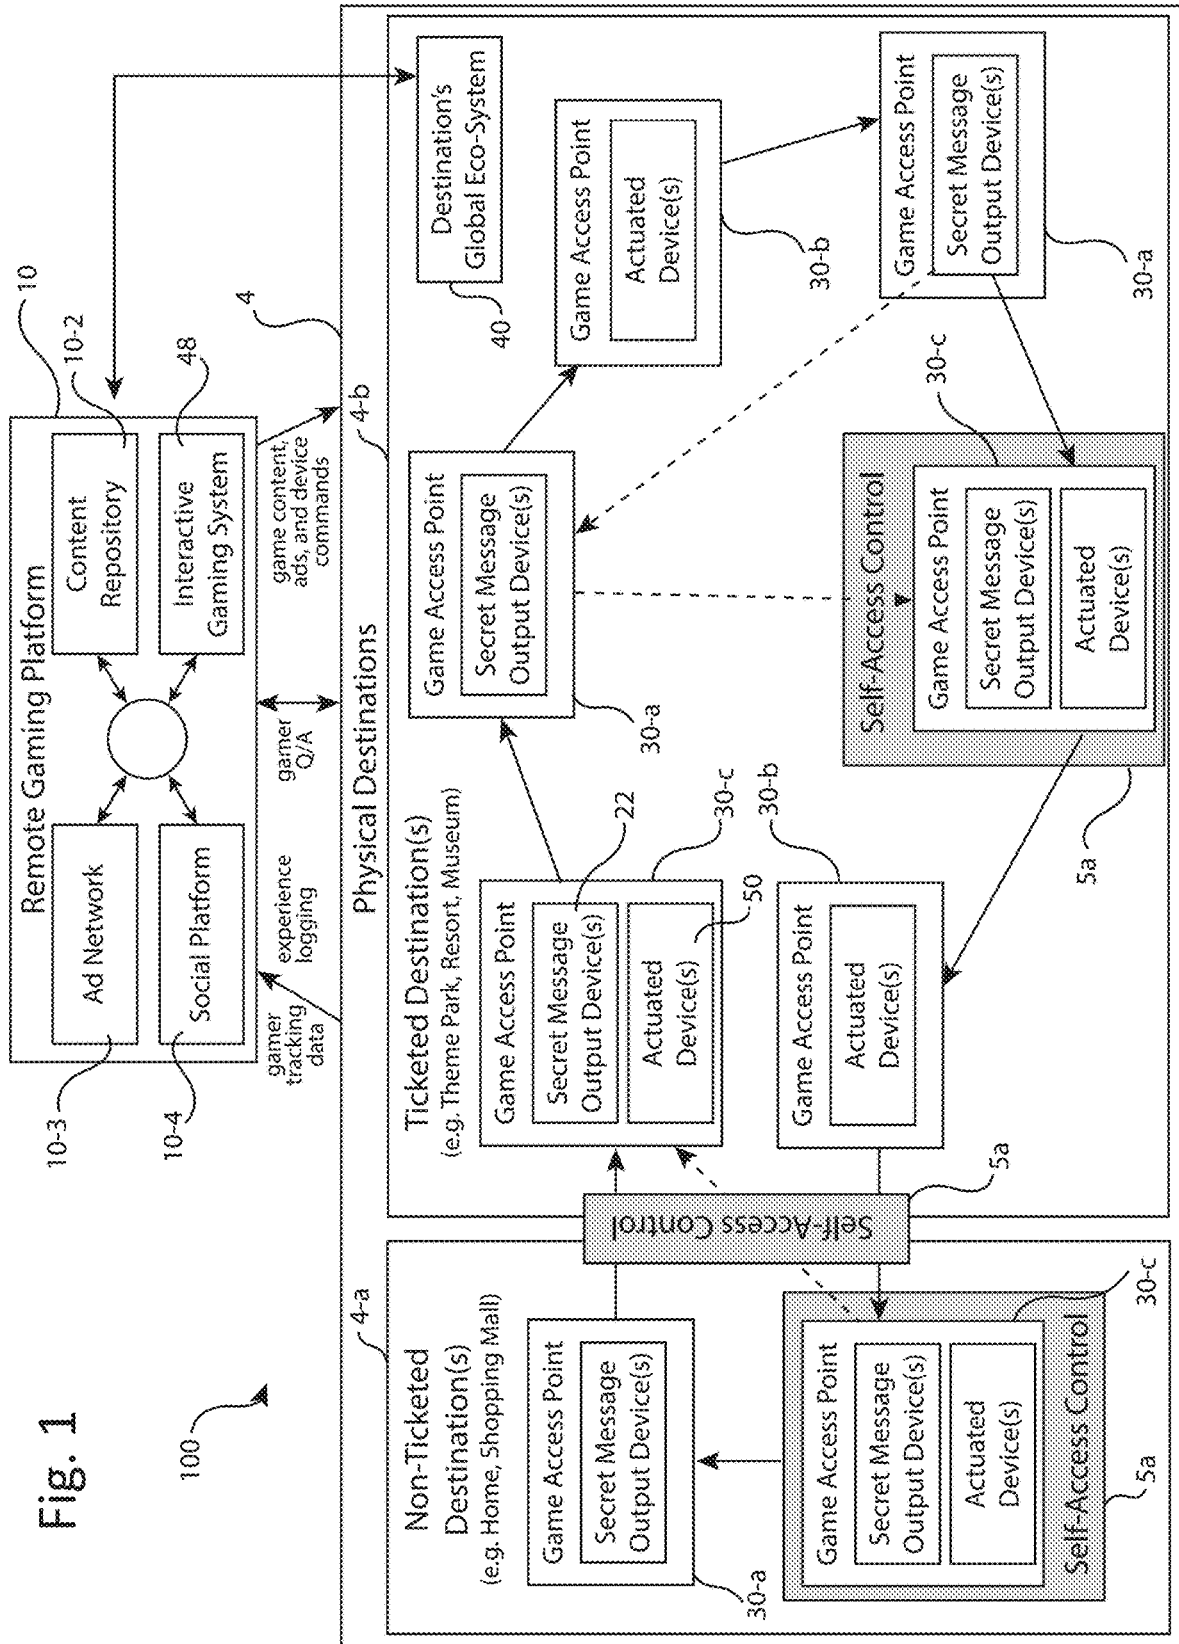 Fig. 1
100
Remote Gaming Platform
10
Ad Network
10-3
Content
Repository
10-2
Social Platform
10-4
Interactive
Gaming System
48
gamer
tracking
data
experience
logging
gamer
Q/A
game content,
ads, and device
commands
4
Physical Destinations
4-a
Non-Ticketed
Destination(s)
(e.g. Home, Shopping Mall)
Game Access Point
Secret Message
Output Device(s)
30-a
Game Access Point
Secret Message
Output Device(s)
Actuated
Device(s)
30-c
Self-Access Control
5a
Self-Access Control
5a
4-b
Ticketed Destination(s)
(e.g. Theme Park, Resort, Museum)
Game Access Point
Secret Message
Output Device(s)
22
Actuated
Device(s)
50
30-c
Game Access Point
Actuated
Device(s)
30-b
Game Access Point
Secret Message
Output Device(s)
30-a
Self-Access Control
Game Access Point
Secret Message
Output Device(s)
Actuated
Device(s)
30-c
5a
Destination's
Global Eco-System
40
Game Access Point
Actuated
Device(s)
30-b
Game Access Point
Secret Message
Output Device(s)
30-a